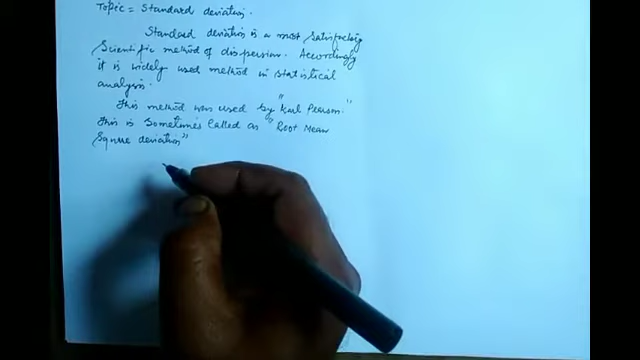 Topic = Standard deviation.
Standard deviation is a most satisfactory
Scientific method of dispersion. Accordingly
it is widely used method in statistical
analysis.
This method was used by "Karl Pearson."
This is Sometimes Called as "Root Mean
Square deviation"